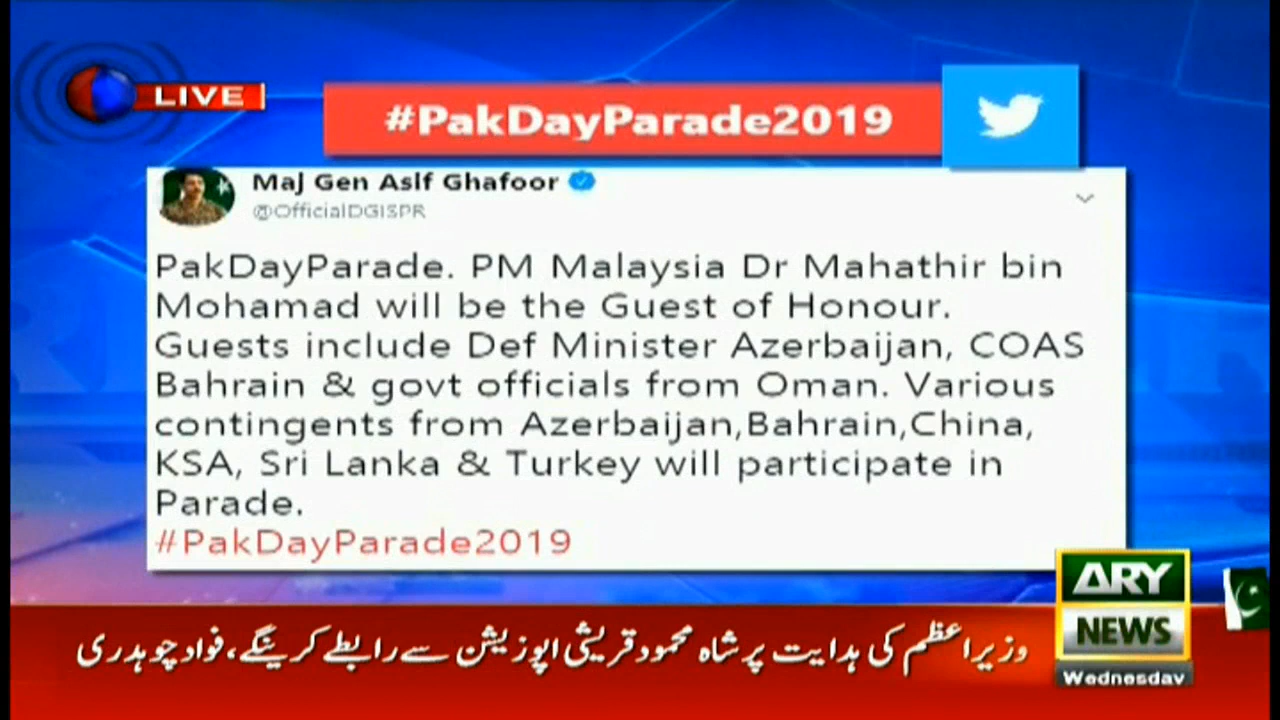 LIVE
#PakDayParade2019
Maj Gen Asif Ghafoor
@OfficialDGISPR
PakDayParade. PM Malaysia Dr Mahathir bin
Mohamad will be the Guest of Honour.
Guests include Def Minister Azerbaijan, COAS
Bahrain & govt officials from Oman. Various
contingents from Azerbaijan,Bahrain,China,
KSA, Sri Lanka & Turkey will participate in
Parade.
#PakDayParade2019
ARY
NEWS
Wednesday
وزیراعظم کی ہدایت پر شاہ محمود قریشی اپوزیشن سے رابطے کرینگے، فواد چوہدری